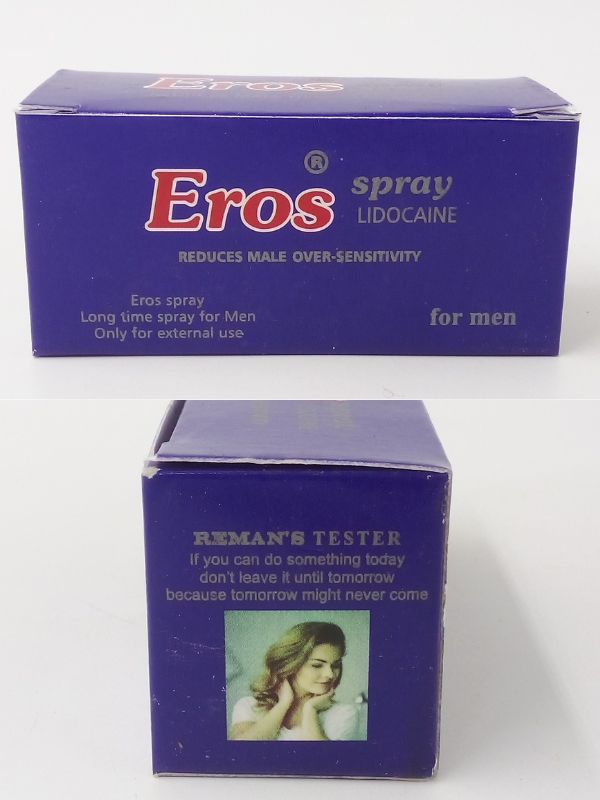 Eros
Eros ® spray
LIDOCAINE
REDUCES MALE OVER-SENSITIVITY
Eros spray
Long time spray for Men
Only for external use
for men
REMAN'S TESTER
If you can do something today
don't leave it until tomorrow
because tomorrow might never come